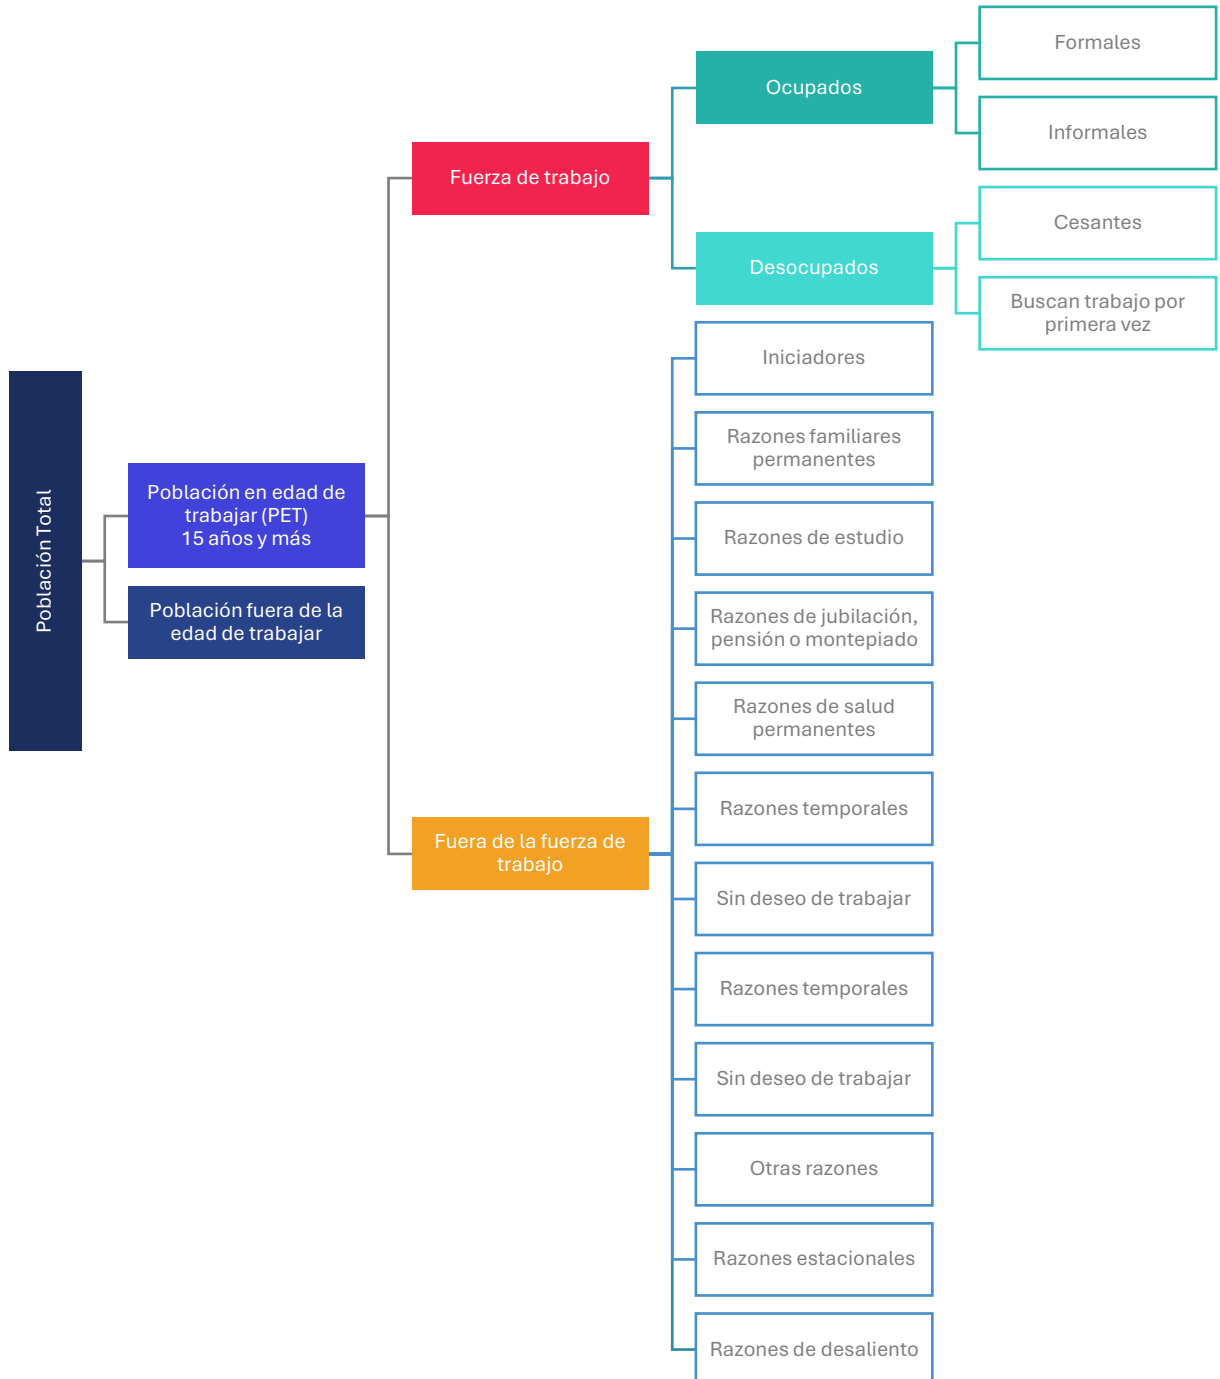 Población Total
Población en edad de
trabajar (PET)
15 años y más
Población fuera de la
edad de trabajar
Fuerza de trabajo
Ocupados
Formales
Informales
Desocupados
Cesantes
Buscan trabajo por
primera vez
Fuera de la fuerza de
trabajo
Iniciadores
Razones familiares
permanentes
Razones de estudio
Razones de jubilación,
pensión o montepiado
Razones de salud
permanentes
Razones temporales
Sin deseo de trabajar
Razones temporales
Sin deseo de trabajar
Otras razones
Razones estacionales
Razones de desaliento